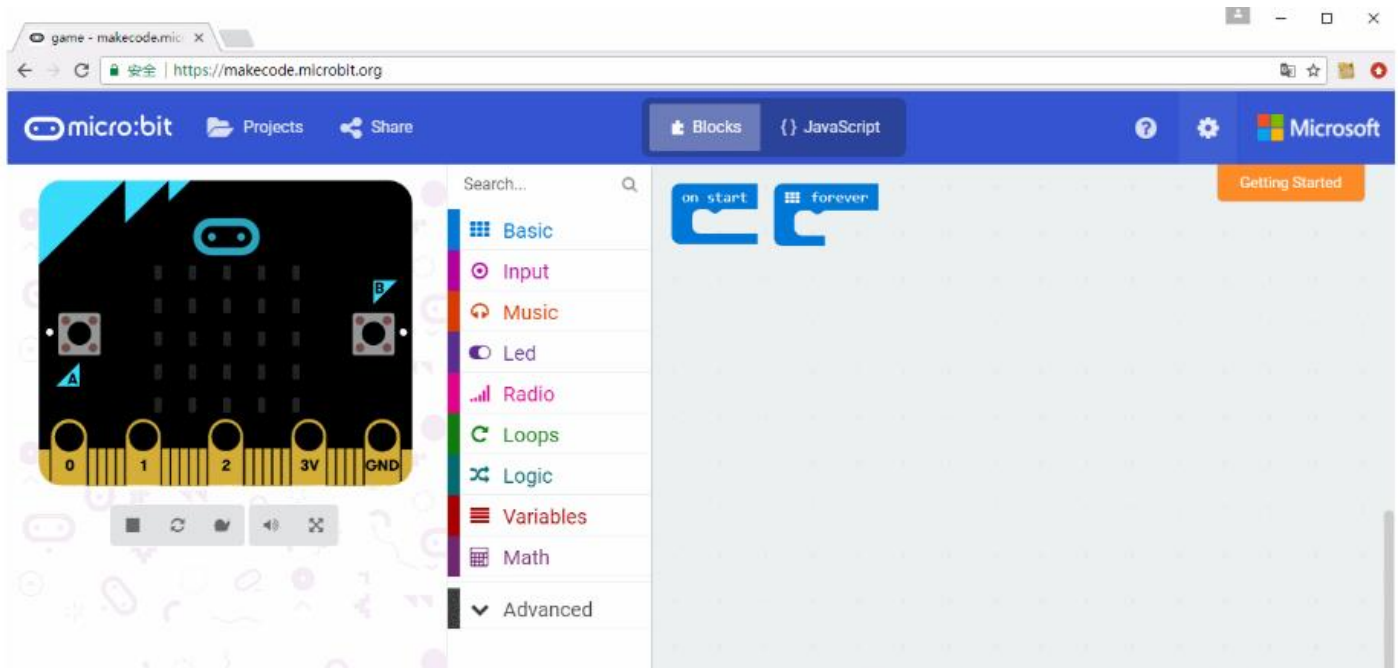 game - makecode.mic
安全 | https://makecode.microbit.org
micro:bit Projects Share Blocks {} JavaScript ? Microsoft
Search...
Getting Started
on start
forever
Basic
Input
Music
Led
Radio
Loops
Logic
Variables
Math
Advanced
B
A
0 1 2 3V GND